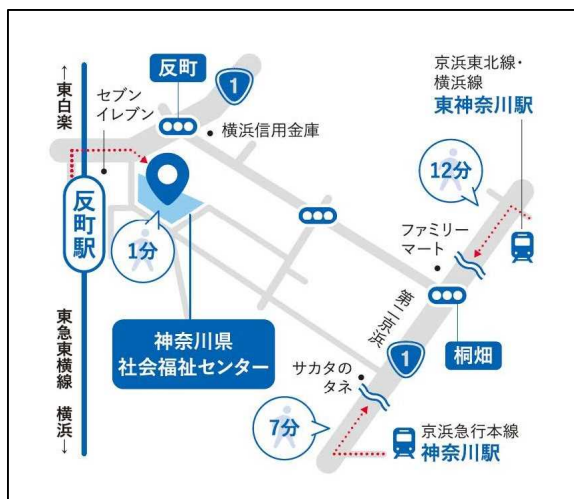 ←東白楽
セブン
イレブン
反町
1
横浜信用金庫
京浜東北線・
横浜線
東神奈川駅
12分
反町駅
1分
ファミリー
マート
神奈川県
社会福祉センター
第二京浜
1
桐畑
サカタの
タネ
7分
京浜急行本線
神奈川駅
東急東横線 横浜→